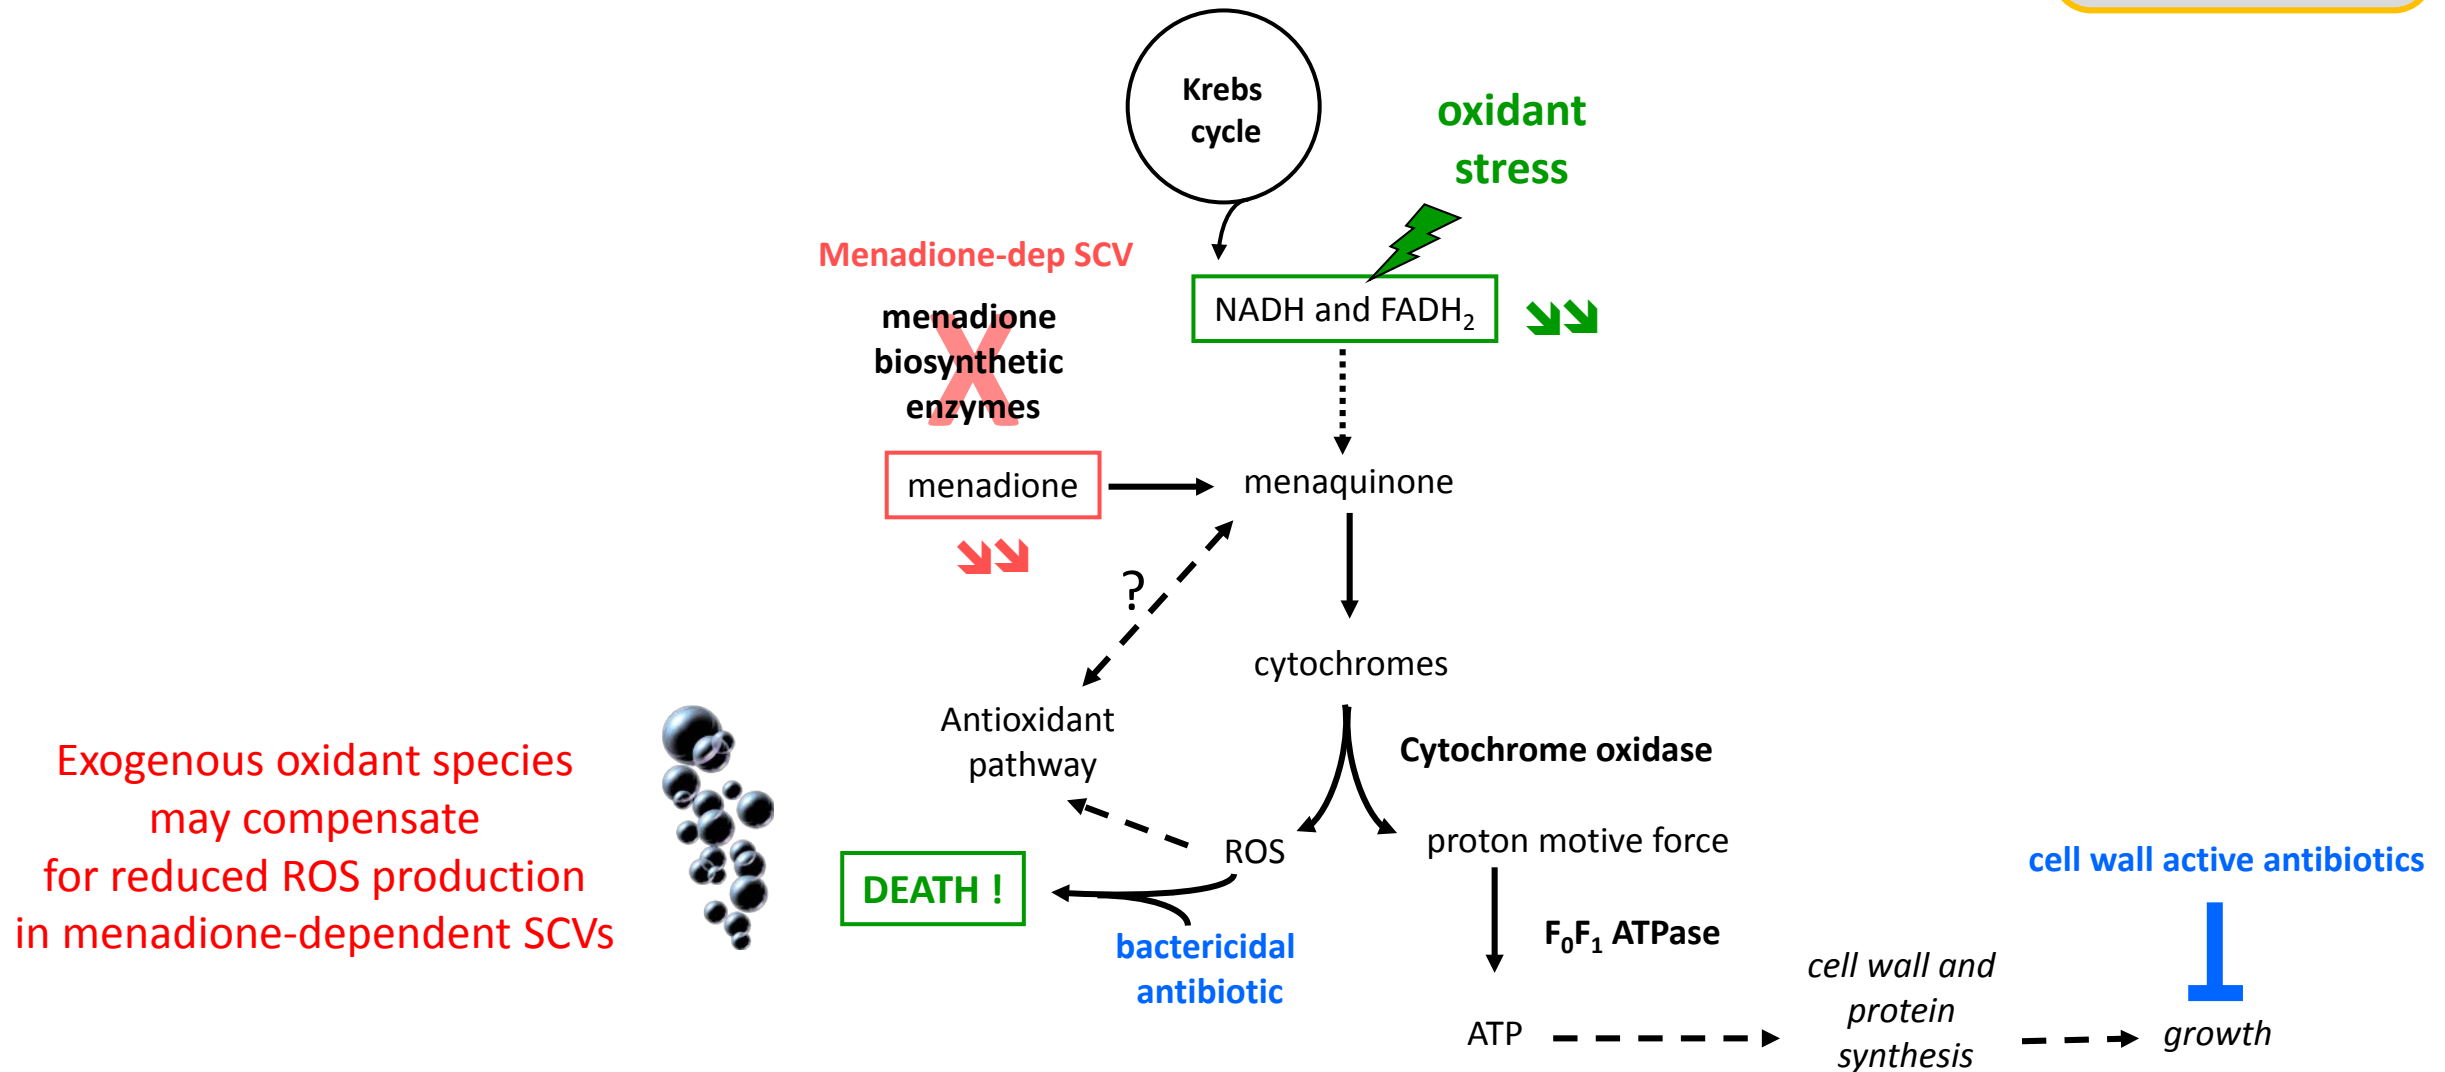 Krebs
cycle
oxidant
stress
Menadione-dep SCV
NADH and FADH₂
menadione
biosynthetic
enzymes
X
menadione
menaquinone
?
cytochromes
Antioxidant
pathway
Cytochrome oxidase
Exogenous oxidant species
may compensate
for reduced ROS production
in menadione-dependent SCVs
ROS
proton motive force
DEATH !
bactericidal
antibiotic
F₀F₁ ATPase
cell wall active antibiotics
ATP
cell wall and
protein
synthesis
growth